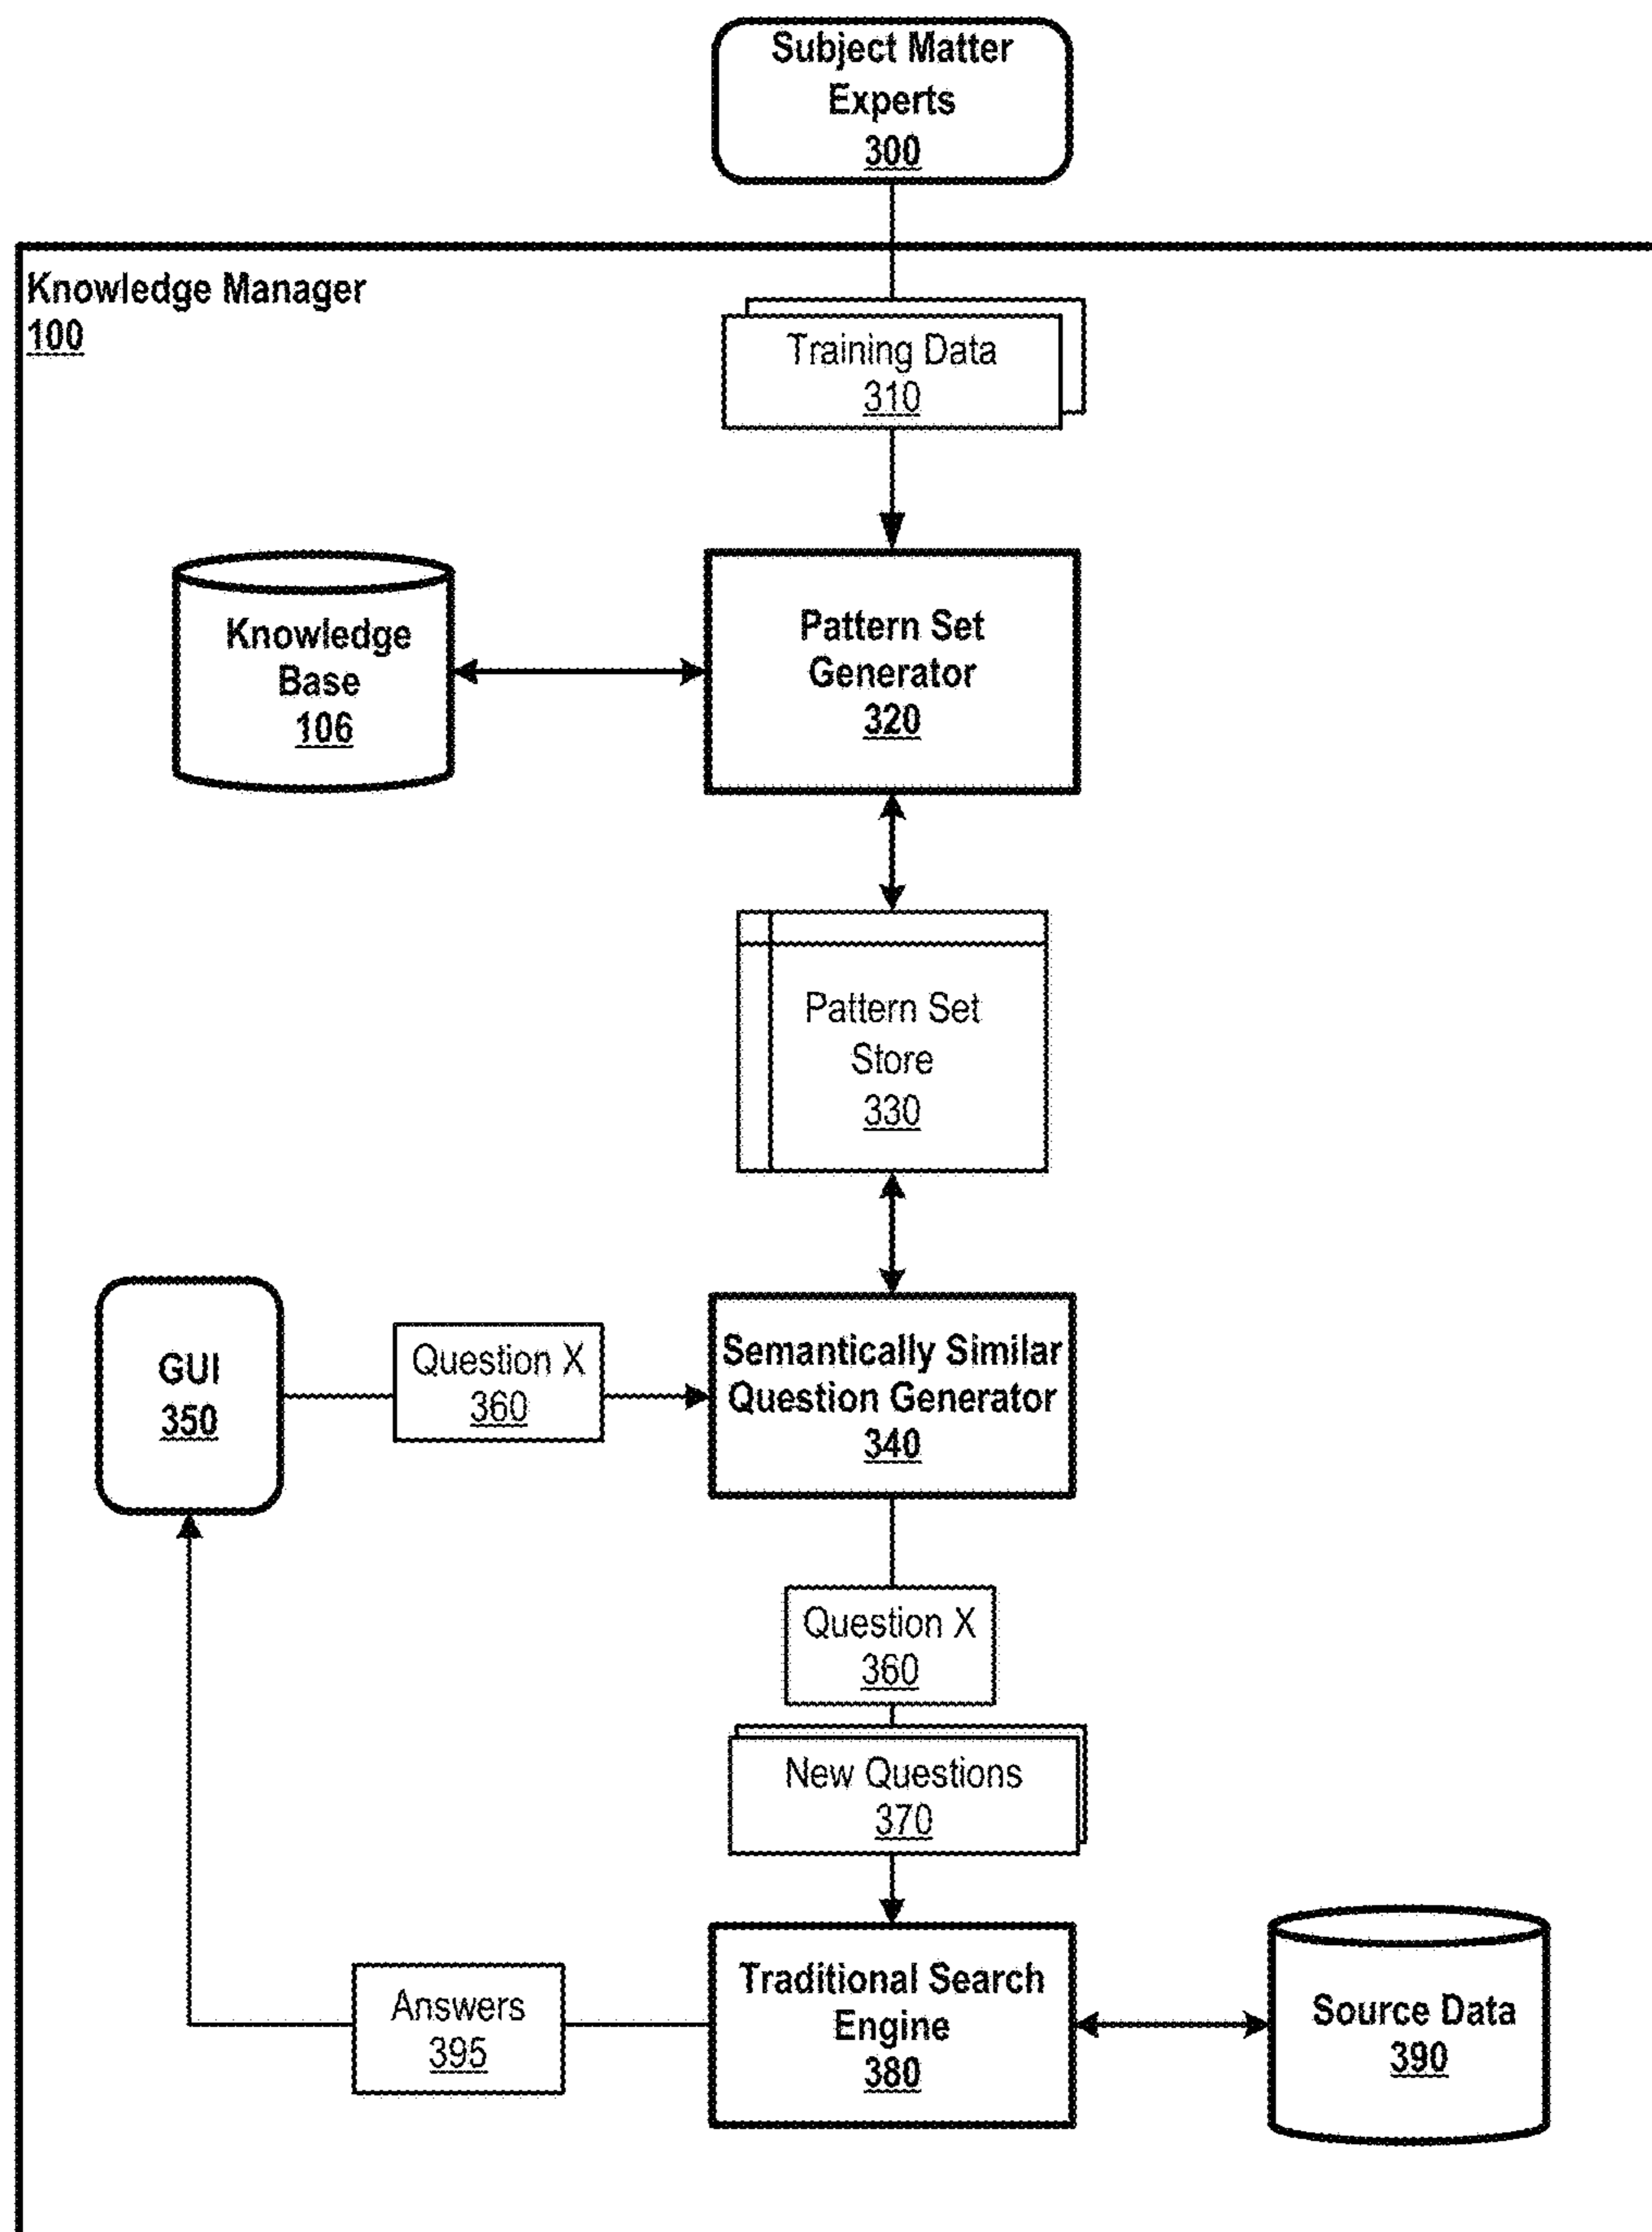 Subject Matter
Experts
300
Knowledge Manager
100
Training Data
310
Knowledge
Base
106
Pattern Set
Generator
320
Pattern Set
Store
330
GUI
350
Question X
360
Semantically Similar
Question Generator
340
Question X
360
New Questions
370
Answers
395
Traditional Search
Engine
380
Source Data
390